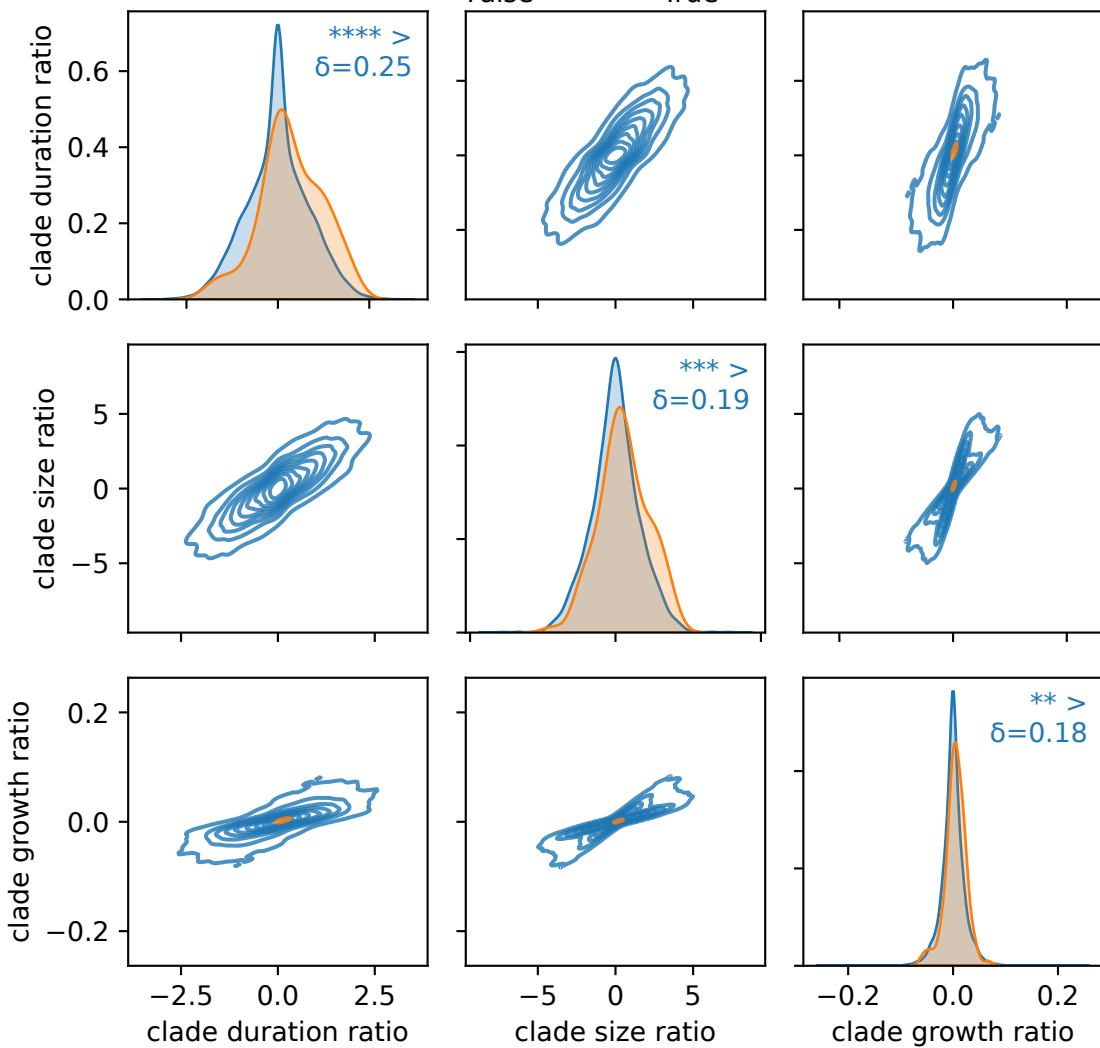 True
clade duration ratio
0.6
0.4
0.2
0.0
**** >
δ=0.25
clade size ratio
5
0
−5
*** >
δ=0.19
clade growth ratio
0.2
0.0
−0.2
** >
δ=0.18
−2.5 0.0 2.5
−5 0 5
−0.2 0.0 0.2
clade duration ratio
clade size ratio
clade growth ratio